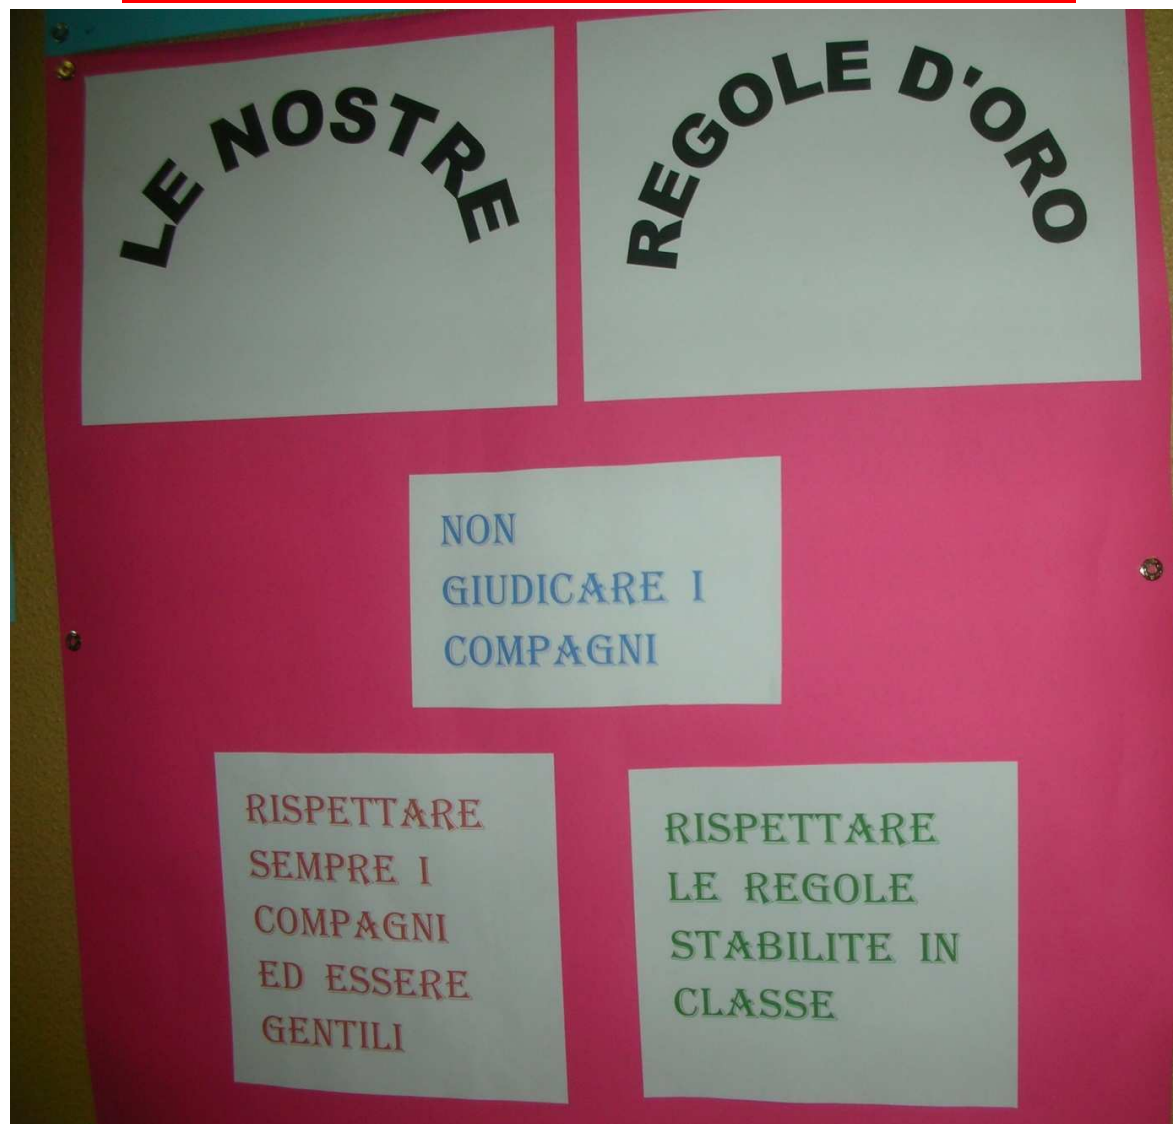 LE NOSTRE
REGOLE D'ORO
NON
GIUDICARE I
COMPAGNI
RISPETTARE
SEMPRE I
COMPAGNI
ED ESSERE
GENTILI
RISPETTARE
LE REGOLE
STABILITE IN
CLASSE